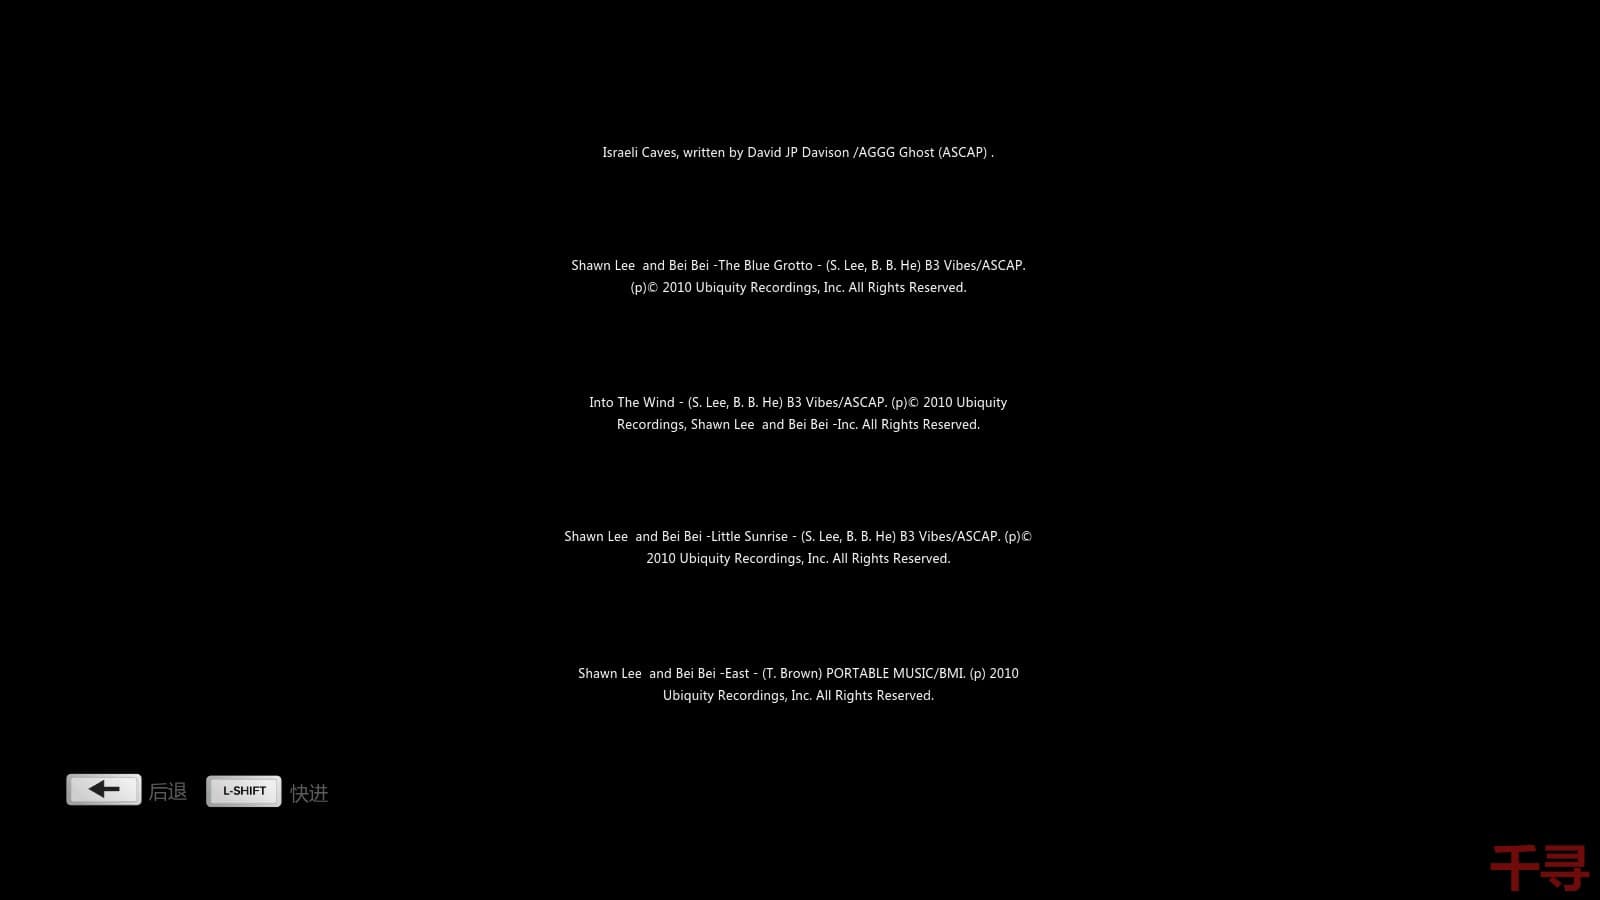 Israeli Caves, written by David JP Davison /AGGG Ghost (ASCAP) .
Shawn Lee  and Bei Bei -The Blue Grotto - (S. Lee, B. B. He) B3 Vibes/ASCAP.
(p)© 2010 Ubiquity Recordings, Inc. All Rights Reserved.
Into The Wind - (S. Lee, B. B. He) B3 Vibes/ASCAP. (p)© 2010 Ubiquity
Recordings, Shawn Lee  and Bei Bei -Inc. All Rights Reserved.
Shawn Lee  and Bei Bei -Little Sunrise - (S. Lee, B. B. He) B3 Vibes/ASCAP. (p)©
2010 Ubiquity Recordings, Inc. All Rights Reserved.
Shawn Lee  and Bei Bei -East - (T. Brown) PORTABLE MUSIC/BMI. (p) 2010
Ubiquity Recordings, Inc. All Rights Reserved.
后退 L-SHIFT 快进
千寻